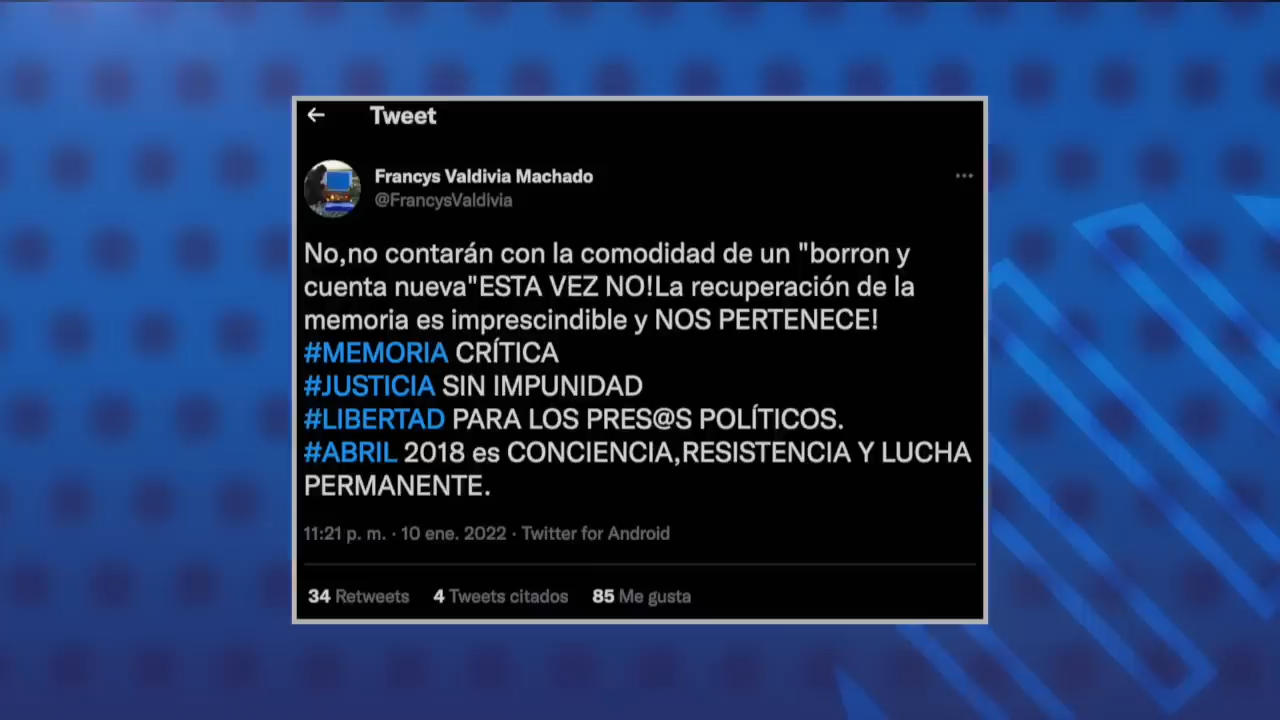 Tweet
Francys Valdivia Machado
@FrancysValdivia
No,no contarán con la comodidad de un "borron y
cuenta nueva"ESTA VEZ NO!La recuperación de la
memoria es imprescindible y NOS PERTENECE!
#MEMORIA CRÍTICA
#JUSTICIA SIN IMPUNIDAD
#LIBERTAD PARA LOS PRES@S POLÍTICOS.
#ABRIL 2018 es CONCIENCIA,RESISTENCIA Y LUCHA
PERMANENTE.
11:21 p. m. · 10 ene. 2022 · Twitter for Android
34 Retweets 4 Tweets citados 85 Me gusta